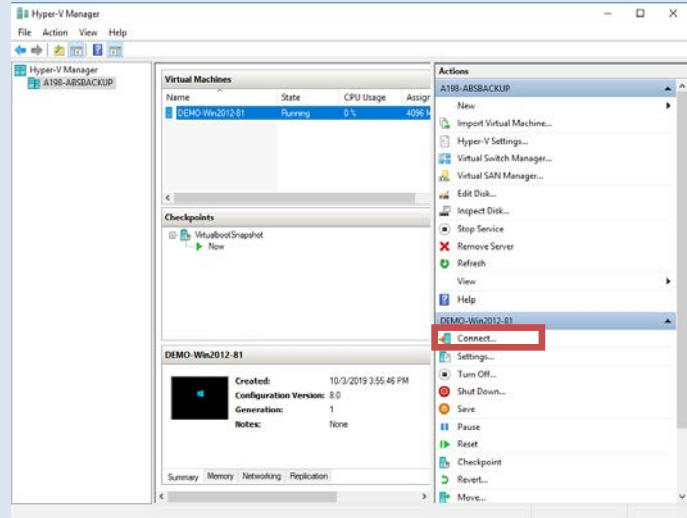 Hyper-V Manager
File Action View Help
Hyper-V Manager
A198-ABSBACKUP
Virtual Machines
Name State CPU Usage Assigr
DEMO-Win2012-81 Running 0 % 4096 M
Checkpoints
VirtualbootSnapshot
Now
DEMO-Win2012-81
Created: 10/3/2019 3:55:46 PM
Configuration Version: 8.0
Generation: 1
Notes: None
Summary Memory Networking Replication
Actions
A198-ABSBACKUP
New
Import Virtual Machine...
Hyper-V Settings...
Virtual Switch Manager...
Virtual SAN Manager...
Edit Disk...
Inspect Disk...
Stop Service
Remove Server
Refresh
View
Help
DEMO-Win2012-81
Connect...
Settings...
Turn Off...
Shut Down...
Save
Pause
Reset
Checkpoint
Revert...
Move...